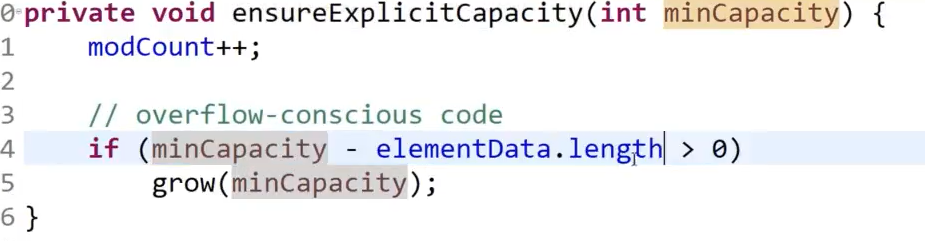 0 private void ensureExplicitCapacity(int minCapacity) {
1     modCount++;
2
3     // overflow-conscious code
4     if (minCapacity - elementData.length > 0)
5         grow(minCapacity);
6 }